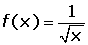 f(x) = 1/√x